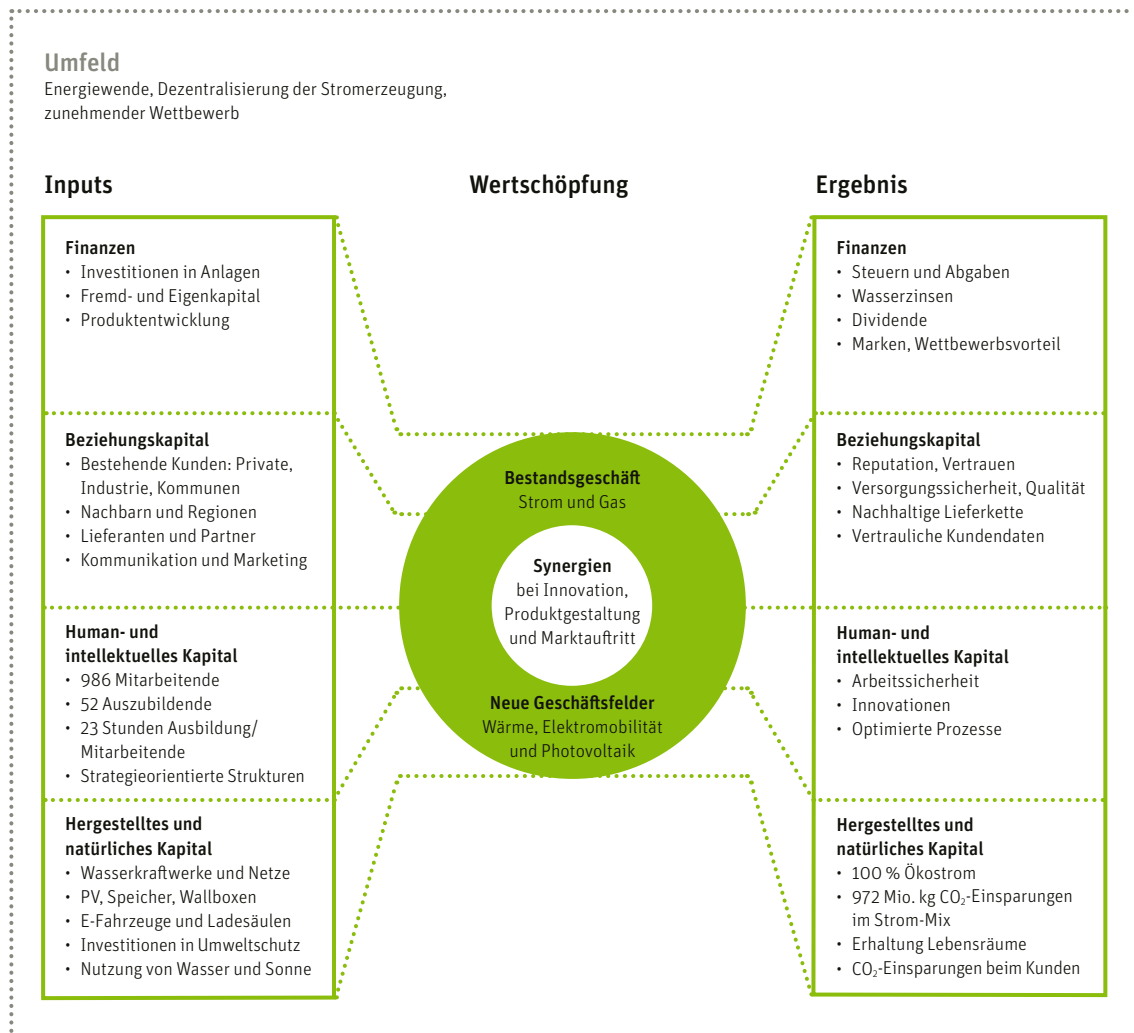 Umfeld
Energiewende, Dezentralisierung der Stromerzeugung,
zunehmender Wettbewerb
Inputs
Finanzen
• Investitionen in Anlagen
• Fremd- und Eigenkapital
• Produktentwicklung
Beziehungskapital
• Bestehende Kunden: Private,
Industrie, Kommunen
• Nachbarn und Regionen
• Lieferanten und Partner
• Kommunikation und Marketing
Human- und
intellektuelles Kapital
• 986 Mitarbeitende
• 52 Auszubildende
• 23 Stunden Ausbildung/
Mitarbeitende
• Strategieorientierte Strukturen
Hergestelltes und
natürliches Kapital
• Wasserkraftwerke und Netze
• PV, Speicher, Wallboxen
• E-Fahrzeuge und Ladesäulen
• Investitionen in Umweltschutz
• Nutzung von Wasser und Sonne
Wertschöpfung
Bestandsgeschäft
Strom und Gas
Synergien
bei Innovation,
Produktgestaltung
und Marktauftritt
Neue Geschäftsfelder
Wärme, Elektromobilität
und Photovoltaik
Ergebnis
Finanzen
• Steuern und Abgaben
• Wasserzinsen
• Dividende
• Marken, Wettbewerbsvorteil
Beziehungskapital
• Reputation, Vertrauen
• Versorgungssicherheit, Qualität
• Nachhaltige Lieferkette
• Vertrauliche Kundendaten
Human- und
intellektuelles Kapital
• Arbeitssicherheit
• Innovationen
• Optimierte Prozesse
Hergestelltes und
natürliches Kapital
• 100 % Ökostrom
• 972 Mio. kg CO₂-Einsparungen
im Strom-Mix
• Erhaltung Lebensräume
• CO₂-Einsparungen beim Kunden